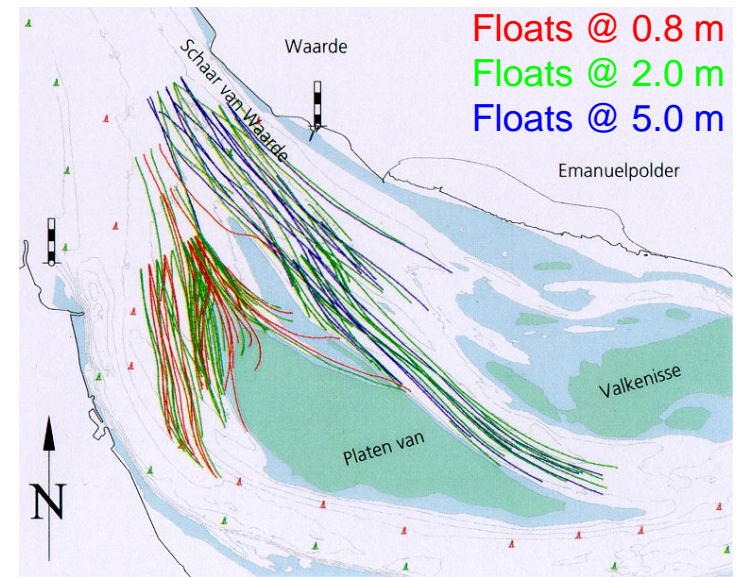 Floats @ 0.8 m
Floats @ 2.0 m
Floats @ 5.0 m
Waarde
Schaar van Waarde
Emanuelpolder
Valkenisse
Platen van
N